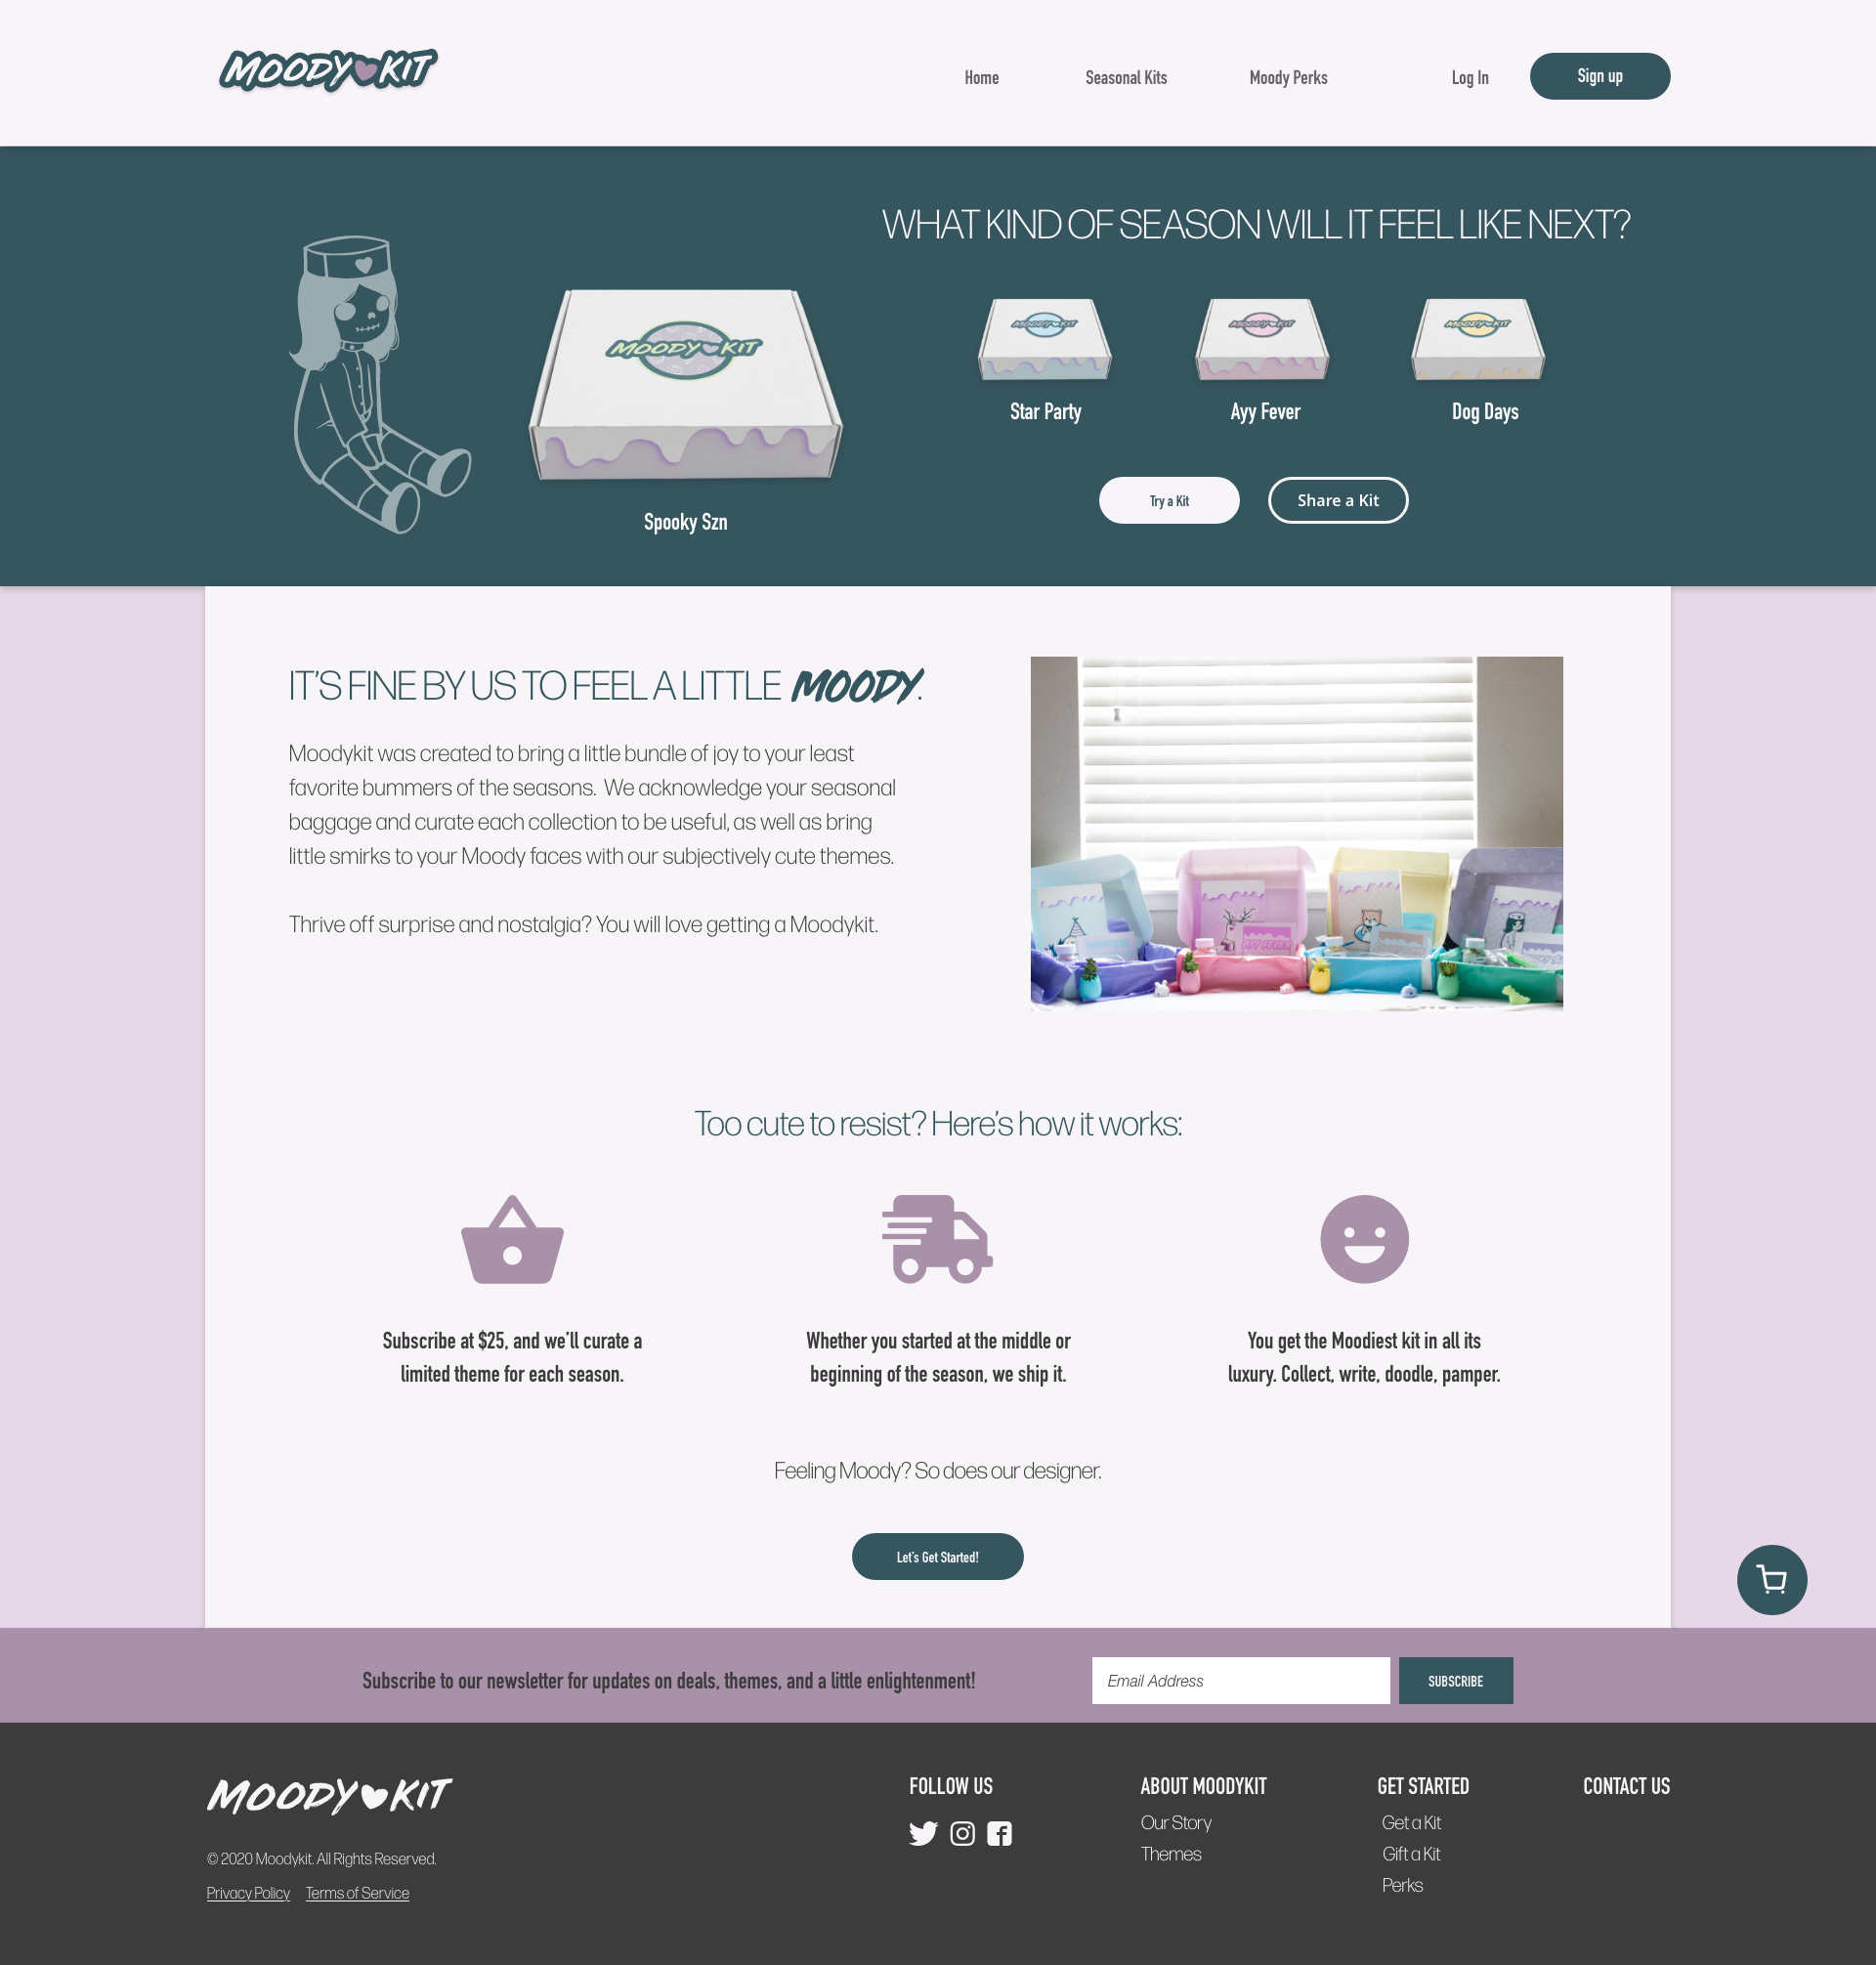 MOODY KIT
Home
Seasonal Kits
Moody Perks
Log In
Sign up
WHAT KIND OF SEASON WILL IT FEEL LIKE NEXT?
MOODY KIT
MOODY KIT
MOODY KIT
MOODY KIT
Star Party
Ayy Fever
Dog Days
Try a Kit
Share a Kit
Spooky Szn
IT’S FINE BY US TO FEEL A LITTLE MOODY.
Moodykit was created to bring a little bundle of joy to your least
favorite bummers of the seasons. We acknowledge your seasonal
baggage and curate each collection to be useful, as well as bring
little smirks to your Moody faces with our subjectively cute themes.
Thrive off surprise and nostalgia? You will love getting a Moodykit.
Too cute to resist? Here’s how it works:
Subscribe at $25, and we’ll curate a
limited theme for each season.
Whether you started at the middle or
beginning of the season, we ship it.
You get the Moodiest kit in all its
luxury. Collect, write, doodle, pamper.
Feeling Moody? So does our designer.
Let’s Get Started!
Subscribe to our newsletter for updates on deals, themes, and a little enlightenment!
Email Address
SUBSCRIBE
MOODY KIT
© 2020 Moodykit. All Rights Reserved.
Privacy Policy
Terms of Service
FOLLOW US
ABOUT MOODYKIT
Our Story
Themes
GET STARTED
Get a Kit
Gift a Kit
Perks
CONTACT US